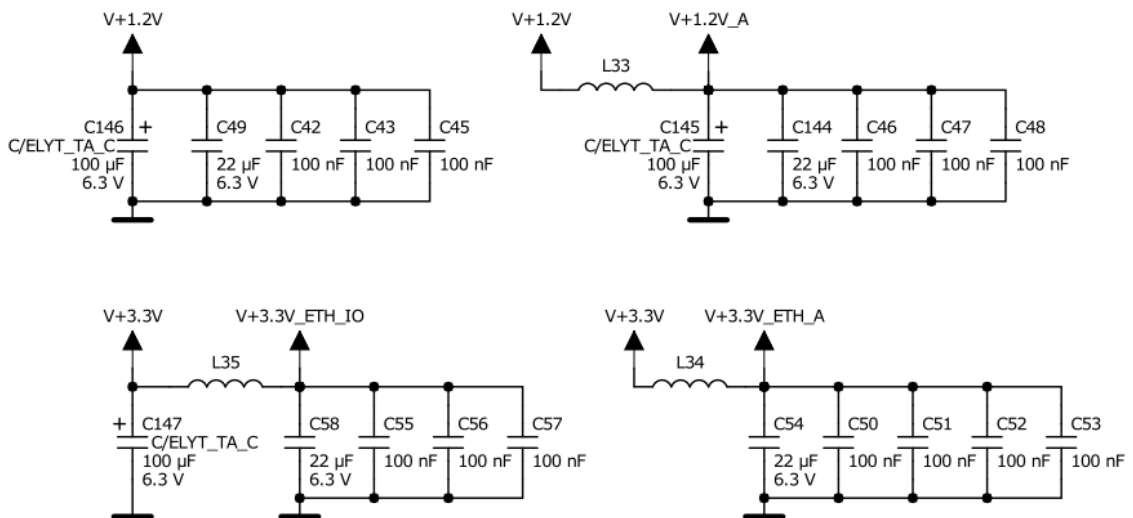 V+1.2V
V+1.2V
V+1.2V_A
L33
C146 + C49 C42 C43 C45
C/ELYT_TA_C
100 µF 22 µF 100 nF 100 nF 100 nF
6.3 V 6.3 V
C145 + C144 C46 C47 C48
C/ELYT_TA_C
100 µF 22 µF 100 nF 100 nF 100 nF
6.3 V 6.3 V
V+3.3V V+3.3V_ETH_IO
L35
+ C147 C58 C55 C56 C57
C/ELYT_TA_C
100 µF 22 µF 100 nF 100 nF 100 nF
6.3 V 6.3 V
V+3.3V V+3.3V_ETH_A
L34
C54 C50 C51 C52 C53
22 µF 100 nF 100 nF 100 nF 100 nF
6.3 V